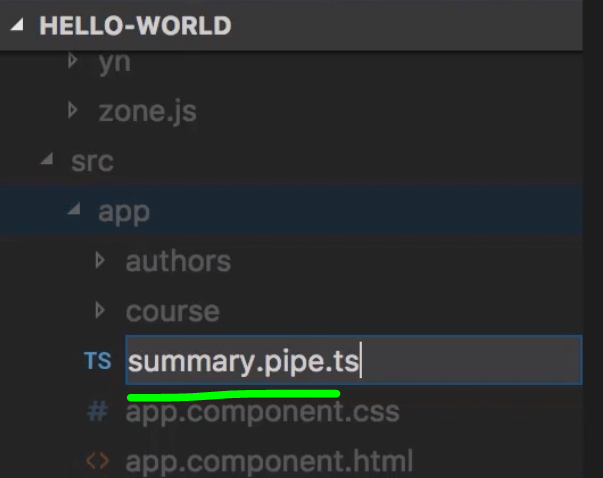 HELLO-WORLD
yn
zone.js
src
app
authors
course
TS summary.pipe.ts
# app.component.css
<> app.component.html